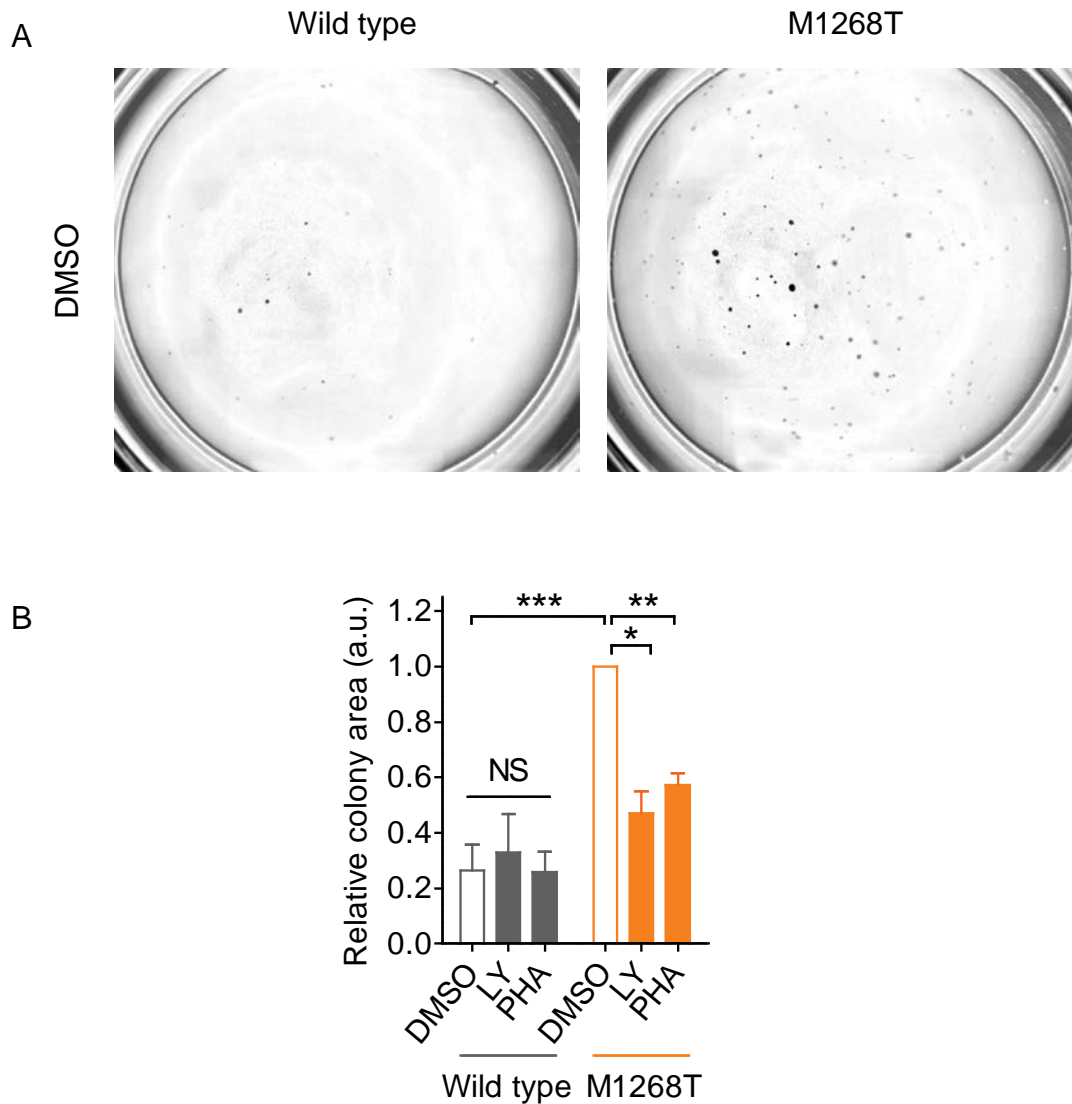 A
Wild type
M1268T
DMSO
B
Relative colony area (a.u.)
1.2
1.0
0.8
0.6
0.4
0.2
0.0
***
**
*
NS
DMSO
LY
PHA
DMSO
LY
PHA
Wild type
M1268T